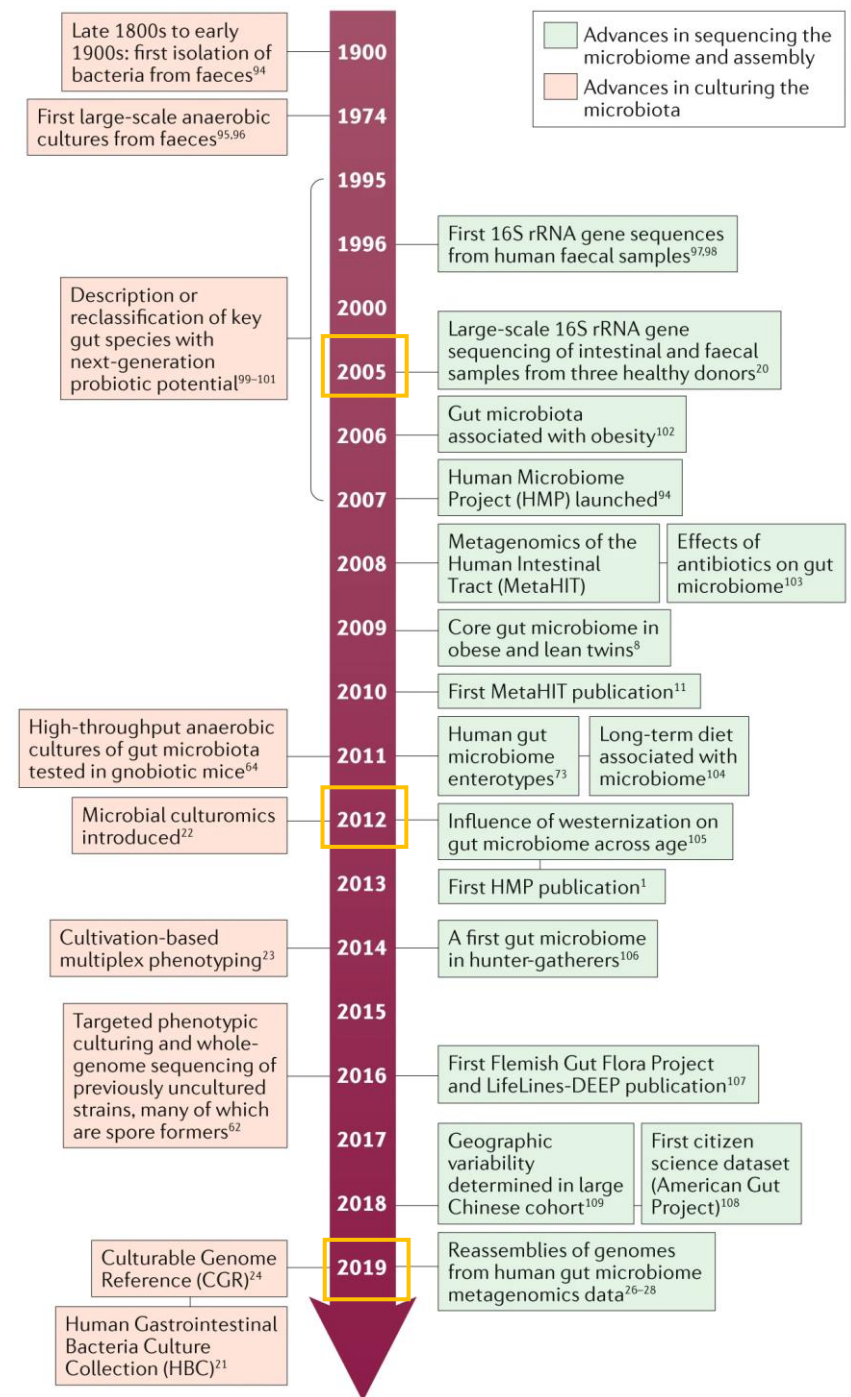 Late 1800s to early
1900s: first isolation of
bacteria from faeces94
1900
Advances in sequencing the
microbiome and assembly
Advances in culturing the
microbiota
First large-scale anaerobic
cultures from faeces95,96
1974
1995
1996
First 16S rRNA gene sequences
from human faecal samples97,98
Description or
reclassification of key
gut species with
next-generation
probiotic potential99–101
2000
2005
Large-scale 16S rRNA gene
sequencing of intestinal and faecal
samples from three healthy donors20
2006
Gut microbiota
associated with obesity102
2007
Human Microbiome
Project (HMP) launched94
2008
Metagenomics of the
Human Intestinal
Tract (MetaHIT)
Effects of
antibiotics on gut
microbiome103
2009
Core gut microbiome in
obese and lean twins8
2010
First MetaHIT publication11
High-throughput anaerobic
cultures of gut microbiota
tested in gnobiotic mice64
2011
Human gut
microbiome
enterotypes73
Long-term diet
associated with
microbiome104
Microbial culturomics
introduced22
2012
Influence of westernization on
gut microbiome across age105
2013
First HMP publication1
Cultivation-based
multiplex phenotyping23
2014
A first gut microbiome
in hunter-gatherers106
2015
Targeted phenotypic
culturing and whole-
genome sequencing of
previously uncultured
strains, many of which
are spore formers62
2016
First Flemish Gut Flora Project
and LifeLines-DEEP publication107
2017
2018
Geographic
variability
determined in large
Chinese cohort109
First citizen
science dataset
(American Gut
Project)108
Culturable Genome
Reference (CGR)24
2019
Reassemblies of genomes
from human gut microbiome
metagenomics data26–28
Human Gastrointestinal
Bacteria Culture
Collection (HBC)21